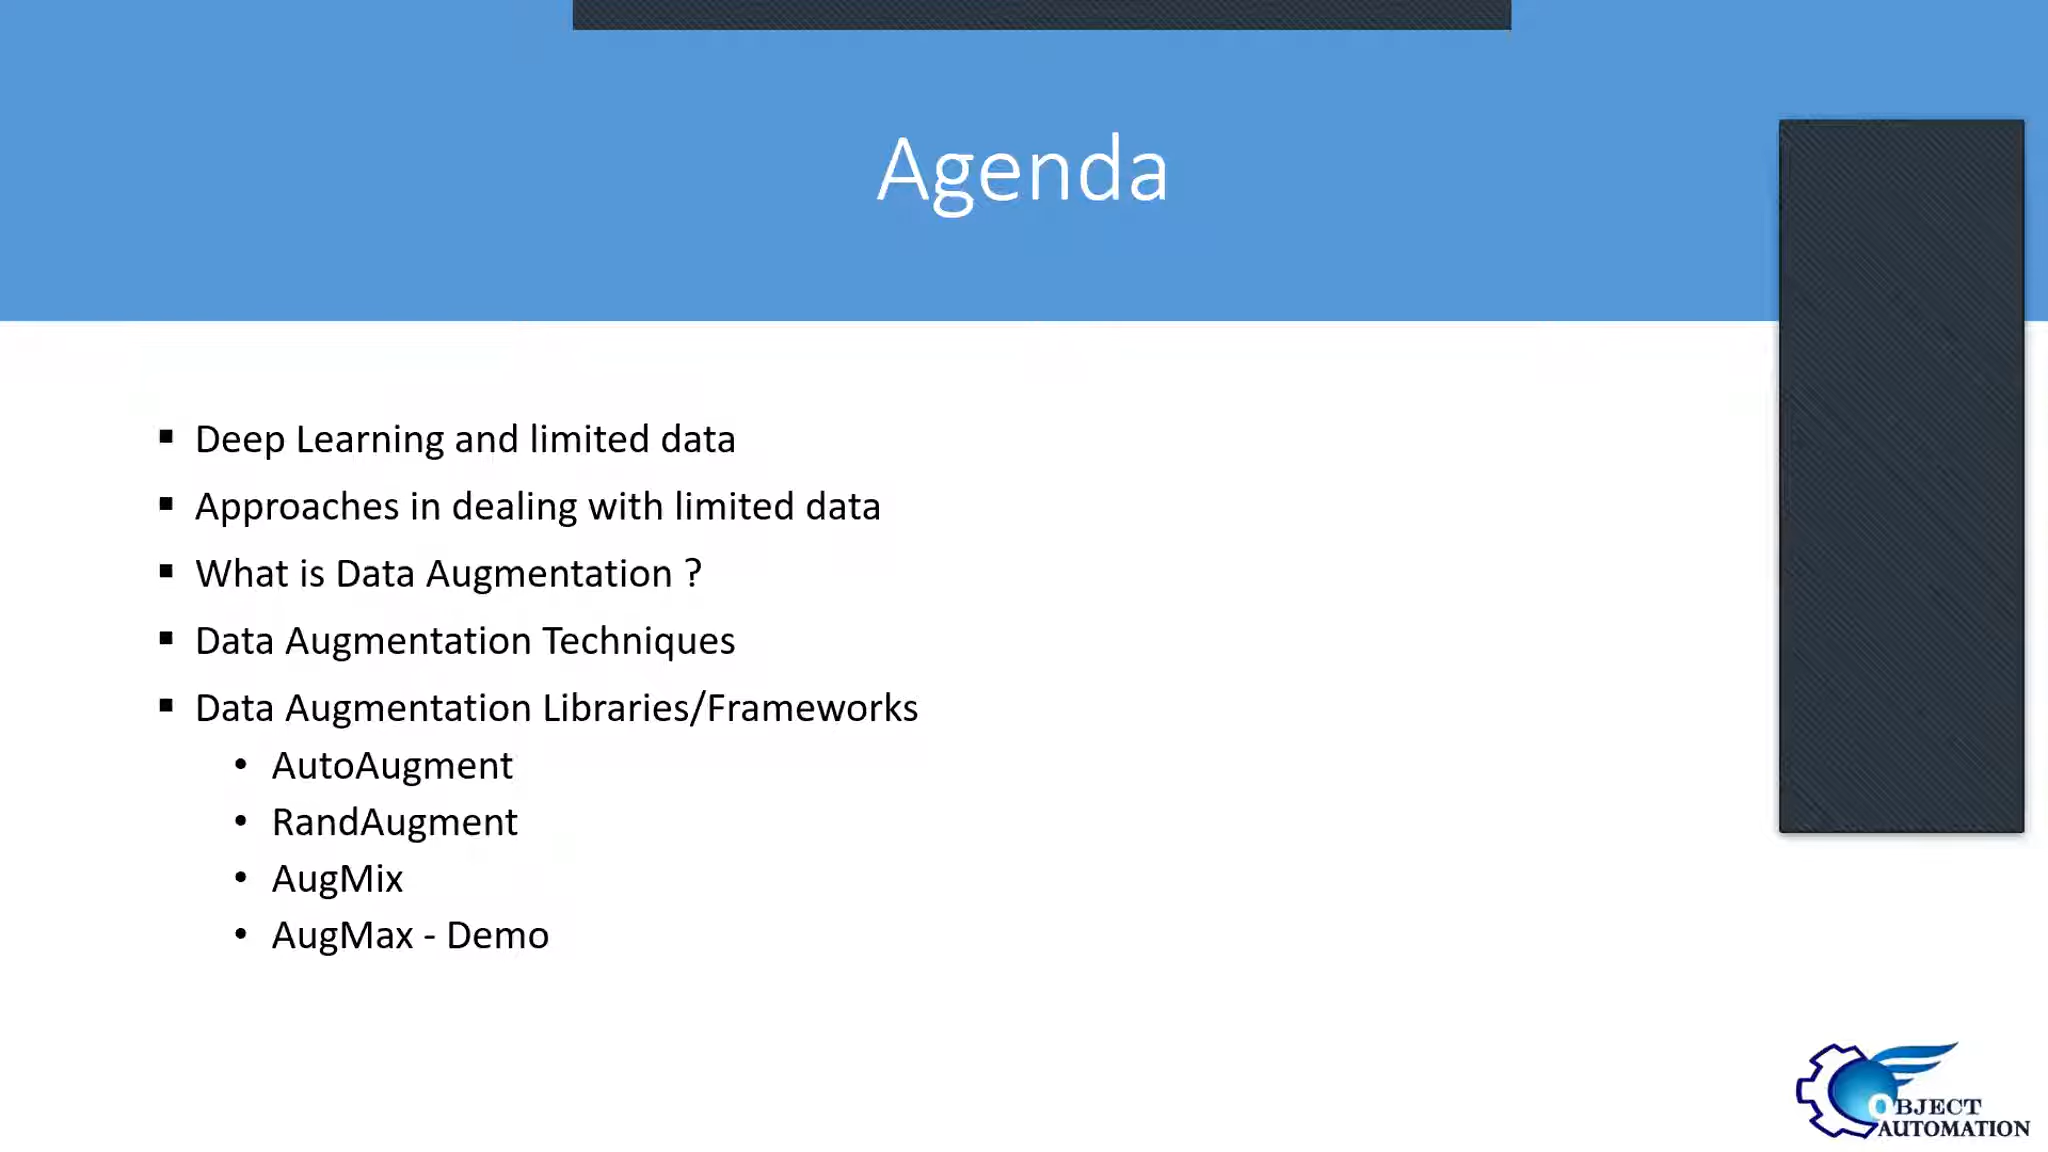 Agenda
▪ Deep Learning and limited data
▪ Approaches in dealing with limited data
▪ What is Data Augmentation ?
▪ Data Augmentation Techniques
▪ Data Augmentation Libraries/Frameworks
• AutoAugment
• RandAugment
• AugMix
• AugMax - Demo
OBJECT
AUTOMATION